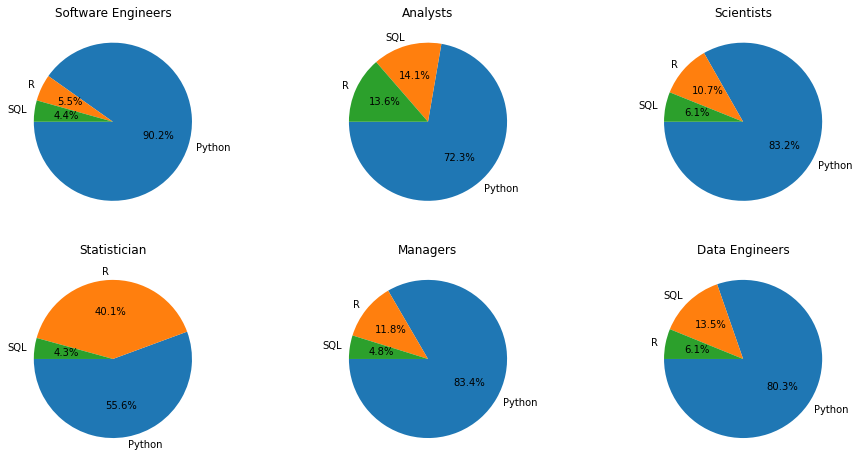 Software Engineers
R
5.5%
SQL
4.4%
90.2%
Python
Analysts
SQL
14.1%
R
13.6%
72.3%
Python
Scientists
R
10.7%
SQL
6.1%
83.2%
Python
Statistician
R
40.1%
SQL
4.3%
55.6%
Python
Managers
R
11.8%
SQL
4.8%
83.4%
Python
Data Engineers
SQL
13.5%
R
6.1%
80.3%
Python